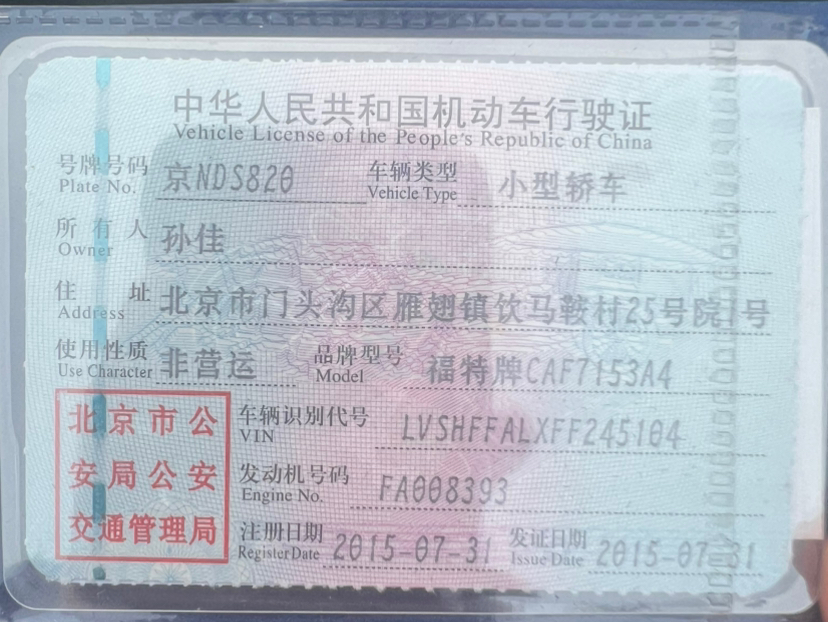 中华人民共和国机动车行驶证
Vehicle License of the People's Republic of China
号牌号码 京NDS820 车辆类型 小型轿车
Plate No. Vehicle Type
所有人 孙佳
Owner
住址 北京市门头沟区雁翅镇饮马鞍村25号院1号
Address
使用性质 非营运 品牌型号 福特牌CAF7153A4
Use Character Model
北京市公 车辆识别代号 LVSHFFALXFF245104
VIN
安局公安 发动机号码 FA008393
Engine No.
交通管理局 注册日期 2015-07-31 发证日期 2015-07-31
Register Date Issue Date